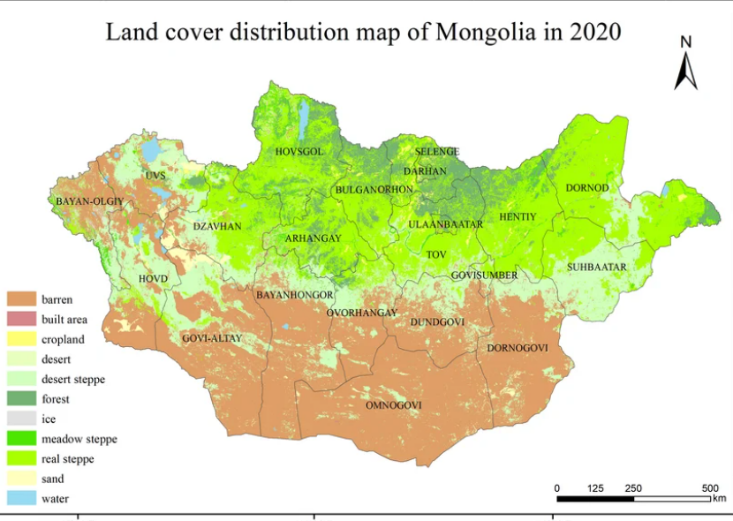 Land cover distribution map of Mongolia in 2020
N
HOVSGOL
SELENGE
DARHAN
UVS
BULGANORHON
DORNOD
BAYAN-OLGIY
HENTIY
DZAVHAN
ULAANBAATAR
ARHANGAY
TOV
SUHBAATAR
GOVISUMBER
HOVD
BAYANHONGOR
OVORHANGAY
DUNDGOVI
GOVI-ALTAY
DORNOGOVI
OMNOGOVI
barren
built area
cropland
desert
desert steppe
forest
ice
meadow steppe
real steppe
sand
water
0 125 250 500
km